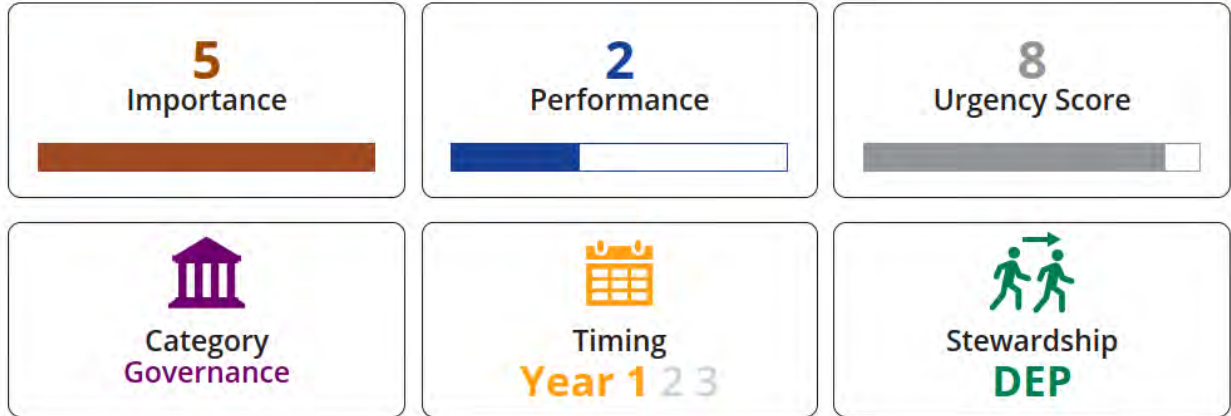 5
Importance
2
Performance
8
Urgency Score
Category
Governance
Timing
Year 1 2 3
Stewardship
DEP